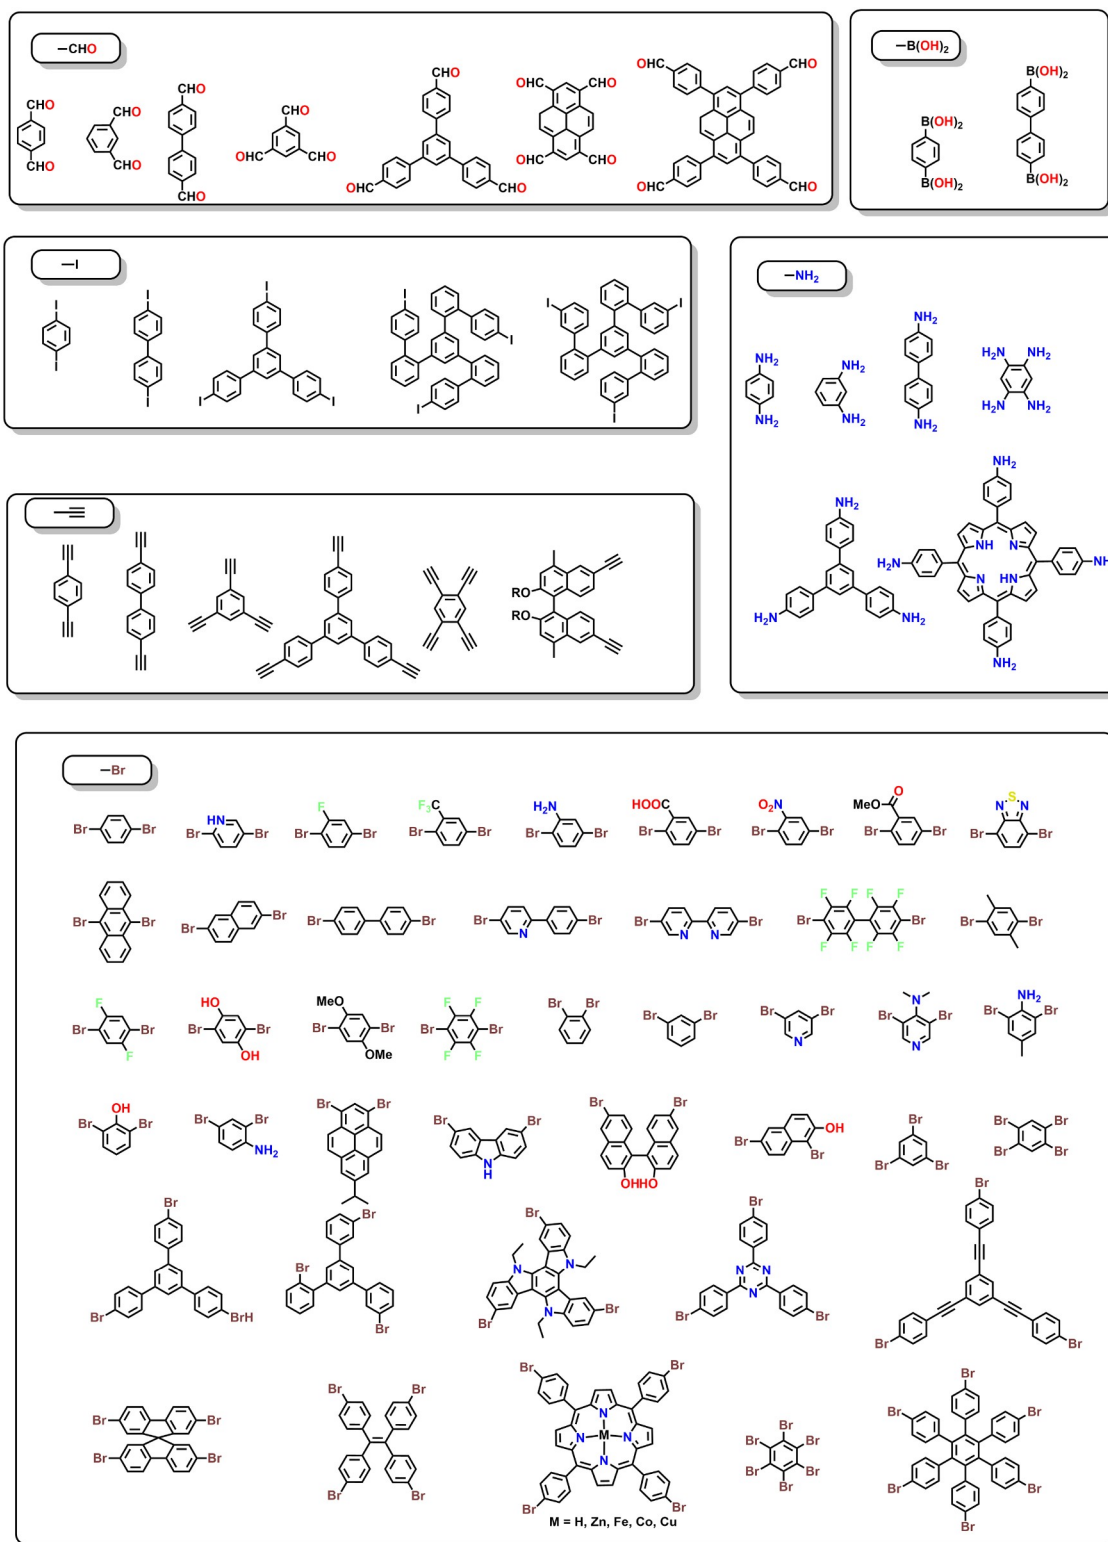 —CHO
CHO CHO CHO CHO
CHO CHO CHO CHO
CHO CHO CHO CHO CHO
CHO CHO
CHO CHO OHC CHO OHC CHO
OHC CHO OHC CHO
—B(OH)2
B(OH)2
B(OH)2
B(OH)2
B(OH)2
—I
I I I I I I
I I
I I I I I I
—NH2
NH2
NH2 NH2 H2N NH2
NH2 NH2 NH2 H2N NH2
NH2
NH2
NH N
H2N
N HN
H2N NH2
NH2
RO
RO
—Br
Br Br Br HN Br Br F Br Br F3C Br Br H2N Br Br HOOC Br Br O2N Br Br MeO O Br Br N S N Br
Br Br Br Br Br Br Br N Br Br N N Br Br F F F F F F F F Br Br Br
F Br Br F HO Br Br OH MeO Br Br OMe F F Br Br F F Br Br Br Br Br Br N N Br Br N NH2 Br Br
OH Br Br Br Br NH2 Br Br Br Br N H Br Br OHHO Br OH Br Br Br Br Br Br Br Br
Br Br BrH Br Br Br Br N N N Br Br Br N N N Br Br Br Br Br
Br Br Br Br Br Br Br Br Br Br N N M N N Br Br Br Br Br Br Br Br Br Br Br Br Br Br
M = H, Zn, Fe, Co, Cu